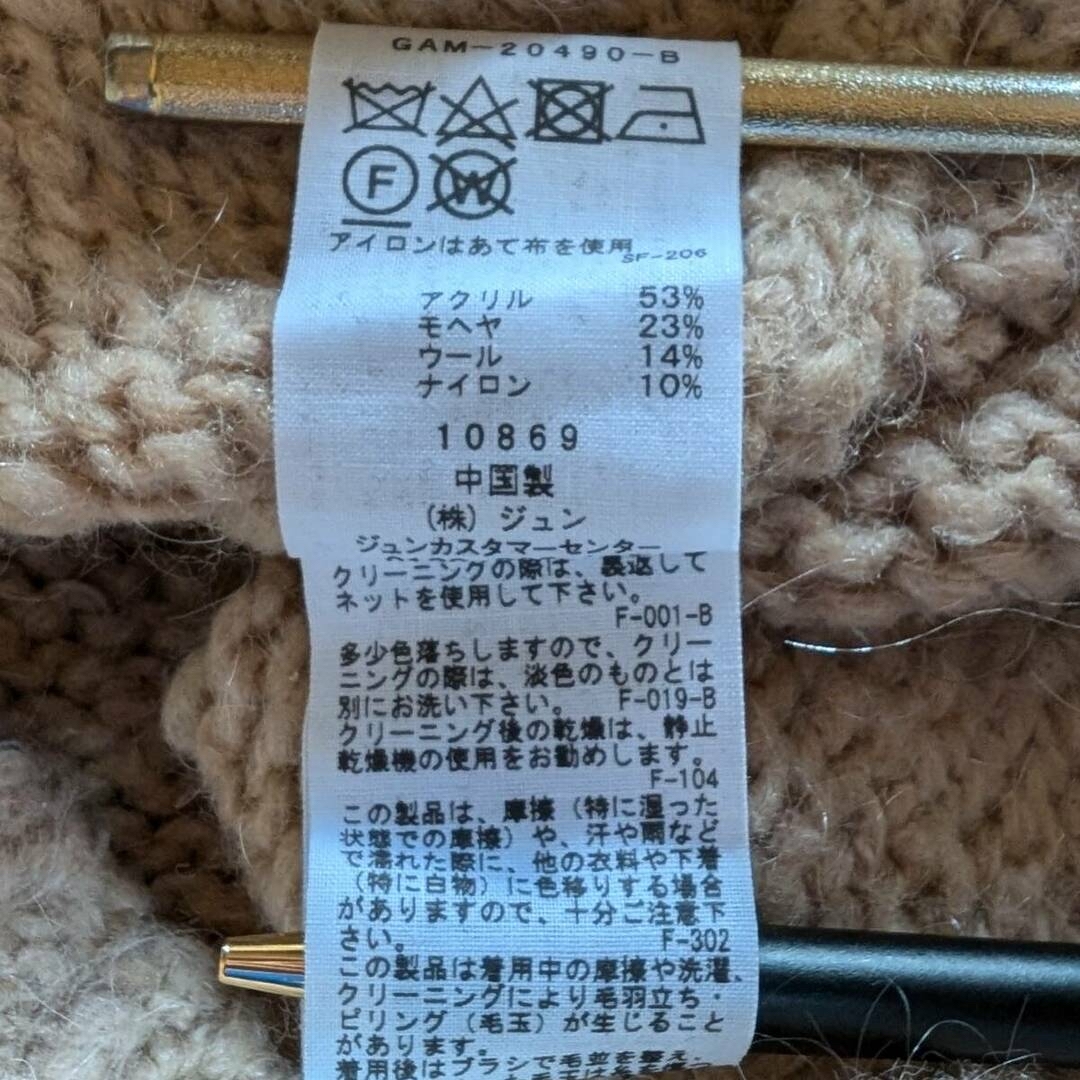 GAM-20490-B
F
W
アイロンはあて布を使用
SF-206
アクリル 53%
モヘヤ 23%
ウール 14%
ナイロン 10%
10869
中国製
(株) ジュン
ジュンカスタマーセンター
クリーニングの際は、裏返して
ネットを使用して下さい。
F-001-B
多少色落ちしますので、クリー
ニングの際は、淡色のものとは
別にお洗い下さい。 F-019-B
クリーニング後の乾燥は、静止
乾燥機の使用をお勧めします。
F-104
この製品は、摩擦（特に湿った
状態での摩擦）や、汗や雨など
で濡れた際に、他の衣料や下着
（特に白物）に色移りする場合
がありますので、十分ご注意下
さい。 F-302
この製品は着用中の摩擦や洗濯、
クリーニングにより毛羽立ち・
ピリング（毛玉）が生じること
があります。
着用後はブラシで毛並を整え、